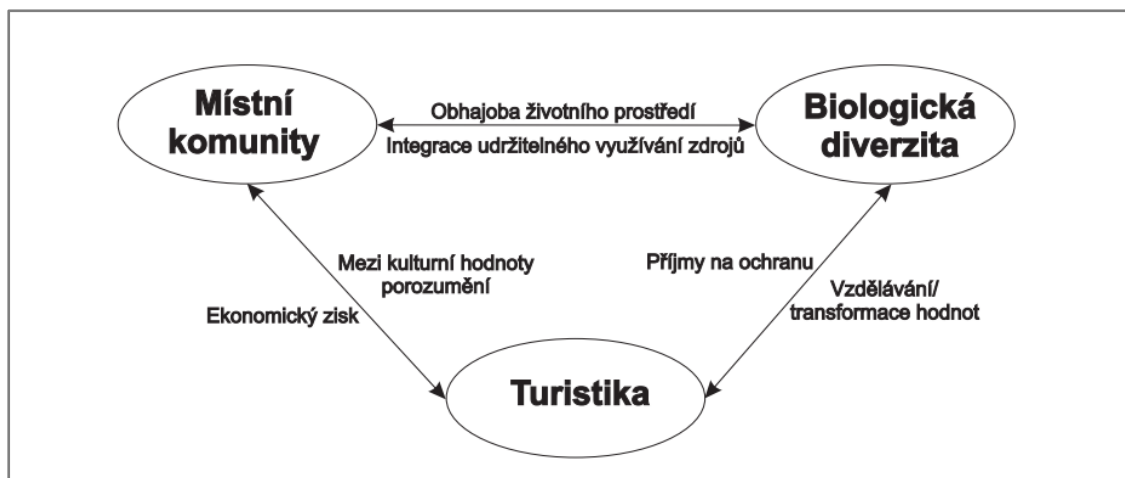 Místní
komunity
Obhajoba životního prostředí
Integrace udržitelného využívání zdrojů
Biologická
diverzita
Mezi kulturní hodnoty
porozumění
Ekonomický zisk
Příjmy na ochranu
Vzdělávání/
transformace hodnot
Turistika